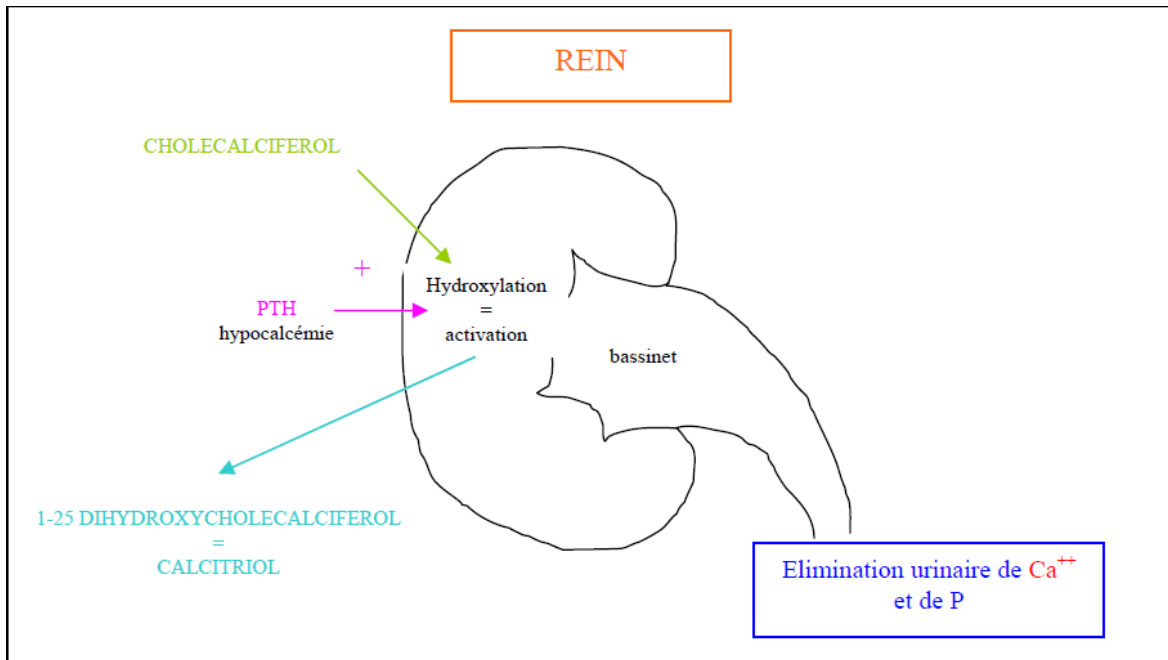 REIN
CHOLECALCIFEROL
+
Hydroxylation
=
activation
PTH
hypocalcémie
bassinet
1-25 DIHYDROXYCHOLECALCIFEROL
=
CALCITRIOL
Elimination urinaire de Ca⁺⁺
et de P